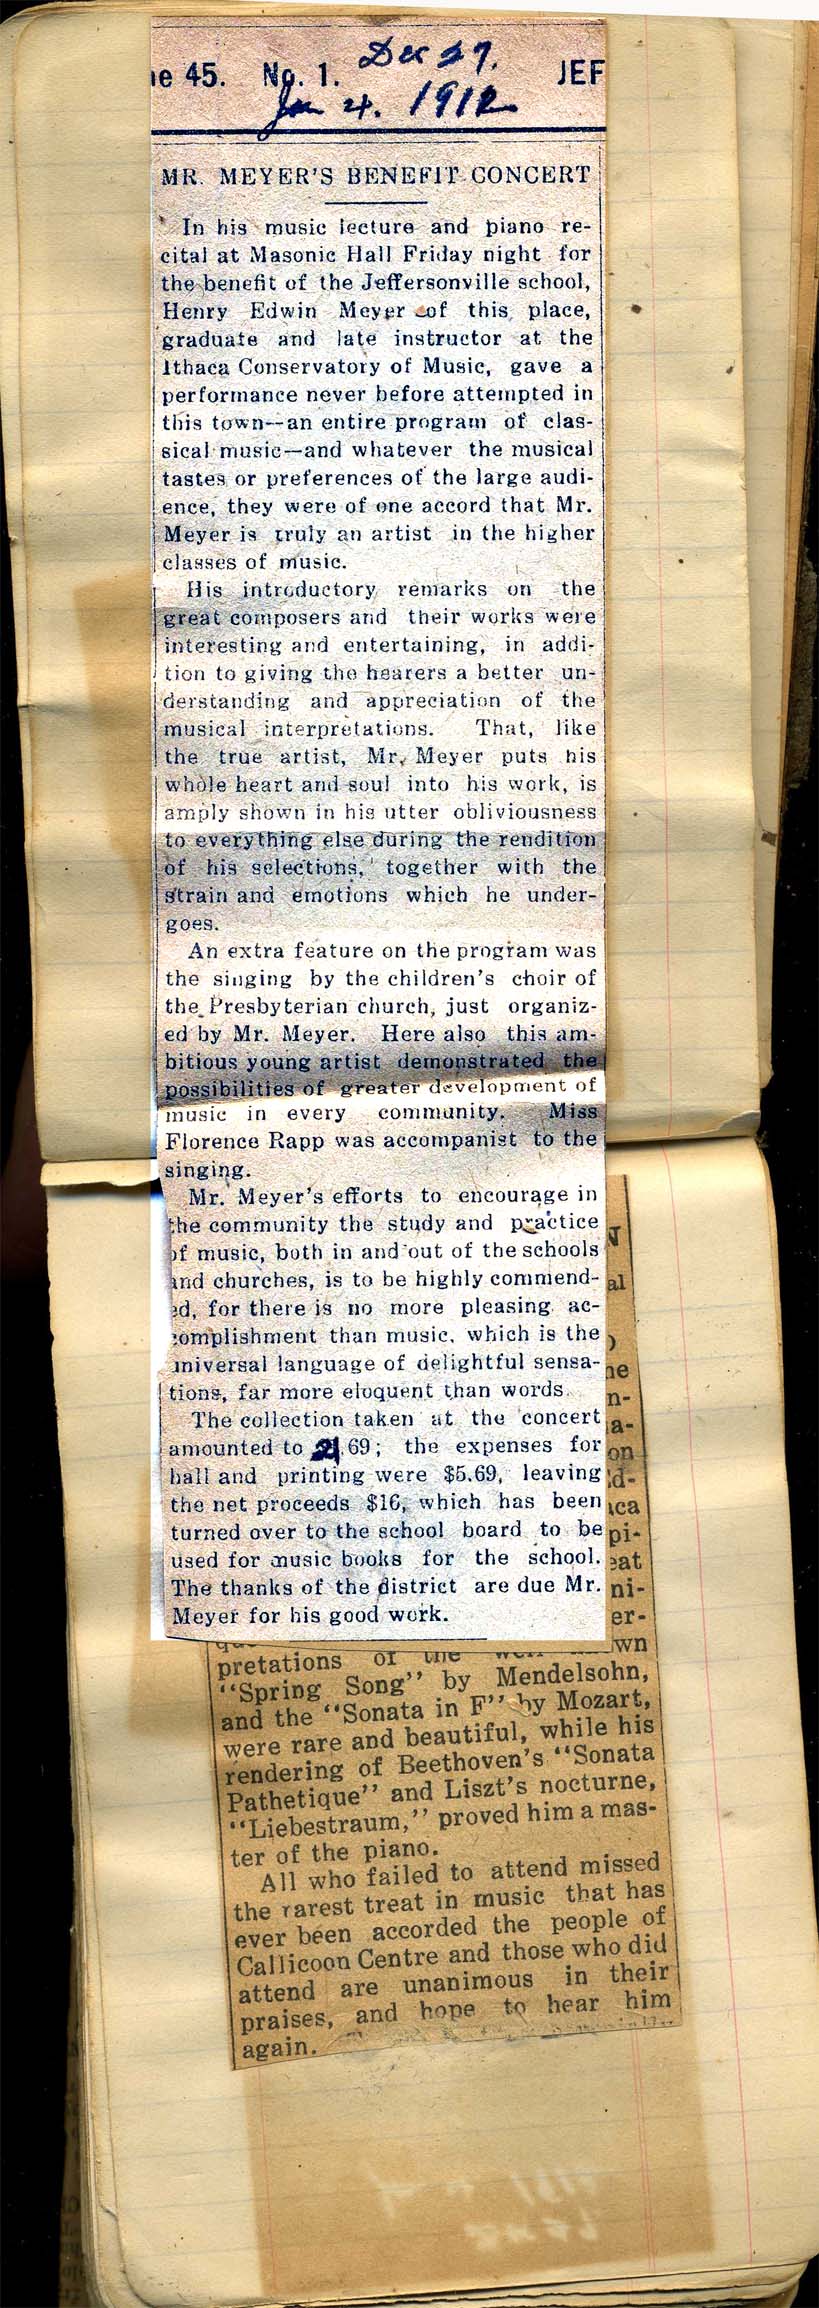 Dec 27.
e 45. No. 1. JEF
Jan 4. 1912
MR. MEYER'S BENEFIT CONCERT
In his music lecture and piano re-
cital at Masonic Hall Friday night for
the benefit of the Jeffersonville school,
Henry Edwin Meyer of this place,
graduate and late instructor at the
Ithaca Conservatory of Music, gave a
performance never before attempted in
this town--an entire program of clas-
sical music—and whatever the musical
tastes or preferences of the large audi-
ence, they were of one accord that Mr.
Meyer is truly an artist in the higher
classes of music.
His introductory remarks on the
great composers and their works were
interesting and entertaining, in addi-
tion to giving the hearers a better un-
derstanding and appreciation of the
musical interpretations. That, like
the true artist, Mr. Meyer puts his
whole heart and soul into his work, is
amply shown in his utter obliviousness
to everything else during the rendition
of his selections, together with the
strain and emotions which he under-
goes.
An extra feature on the program was
the singing by the children's choir of
the Presbyterian church, just organiz-
ed by Mr. Meyer. Here also this am-
bitious young artist demonstrated the
possibilities of greater development of
music in every community. Miss
Florence Rapp was accompanist to the
singing.
Mr. Meyer's efforts to encourage in
the community the study and practice
of music, both in and out of the schools
and churches, is to be highly commend-
ed, for there is no more pleasing ac-
complishment than music, which is the
universal language of delightful sensa-
tions, far more eloquent than words.
The collection taken at the concert
amounted to 21.69; the expenses for
hall and printing were $5.69, leaving
the net proceeds $16, which has been
turned over to the school board to be
used for music books for the school.
The thanks of the district are due Mr.
Meyer for his good work.
N
al
ne
n-
a-
on
d-
ca
pi-
eat
ni-
er-
wn
pretations of the well
"Spring Song" by Mendelsohn,
and the "Sonata in F" by Mozart,
were rare and beautiful, while his
rendering of Beethoven's "Sonata
Pathetique" and Liszt's nocturne,
"Liebestraum," proved him a mas-
ter of the piano.
All who failed to attend missed
the rarest treat in music that has
ever been accorded the people of
Callicoon Centre and those who did
attend are unanimous in their
praises, and hope to hear him
again.